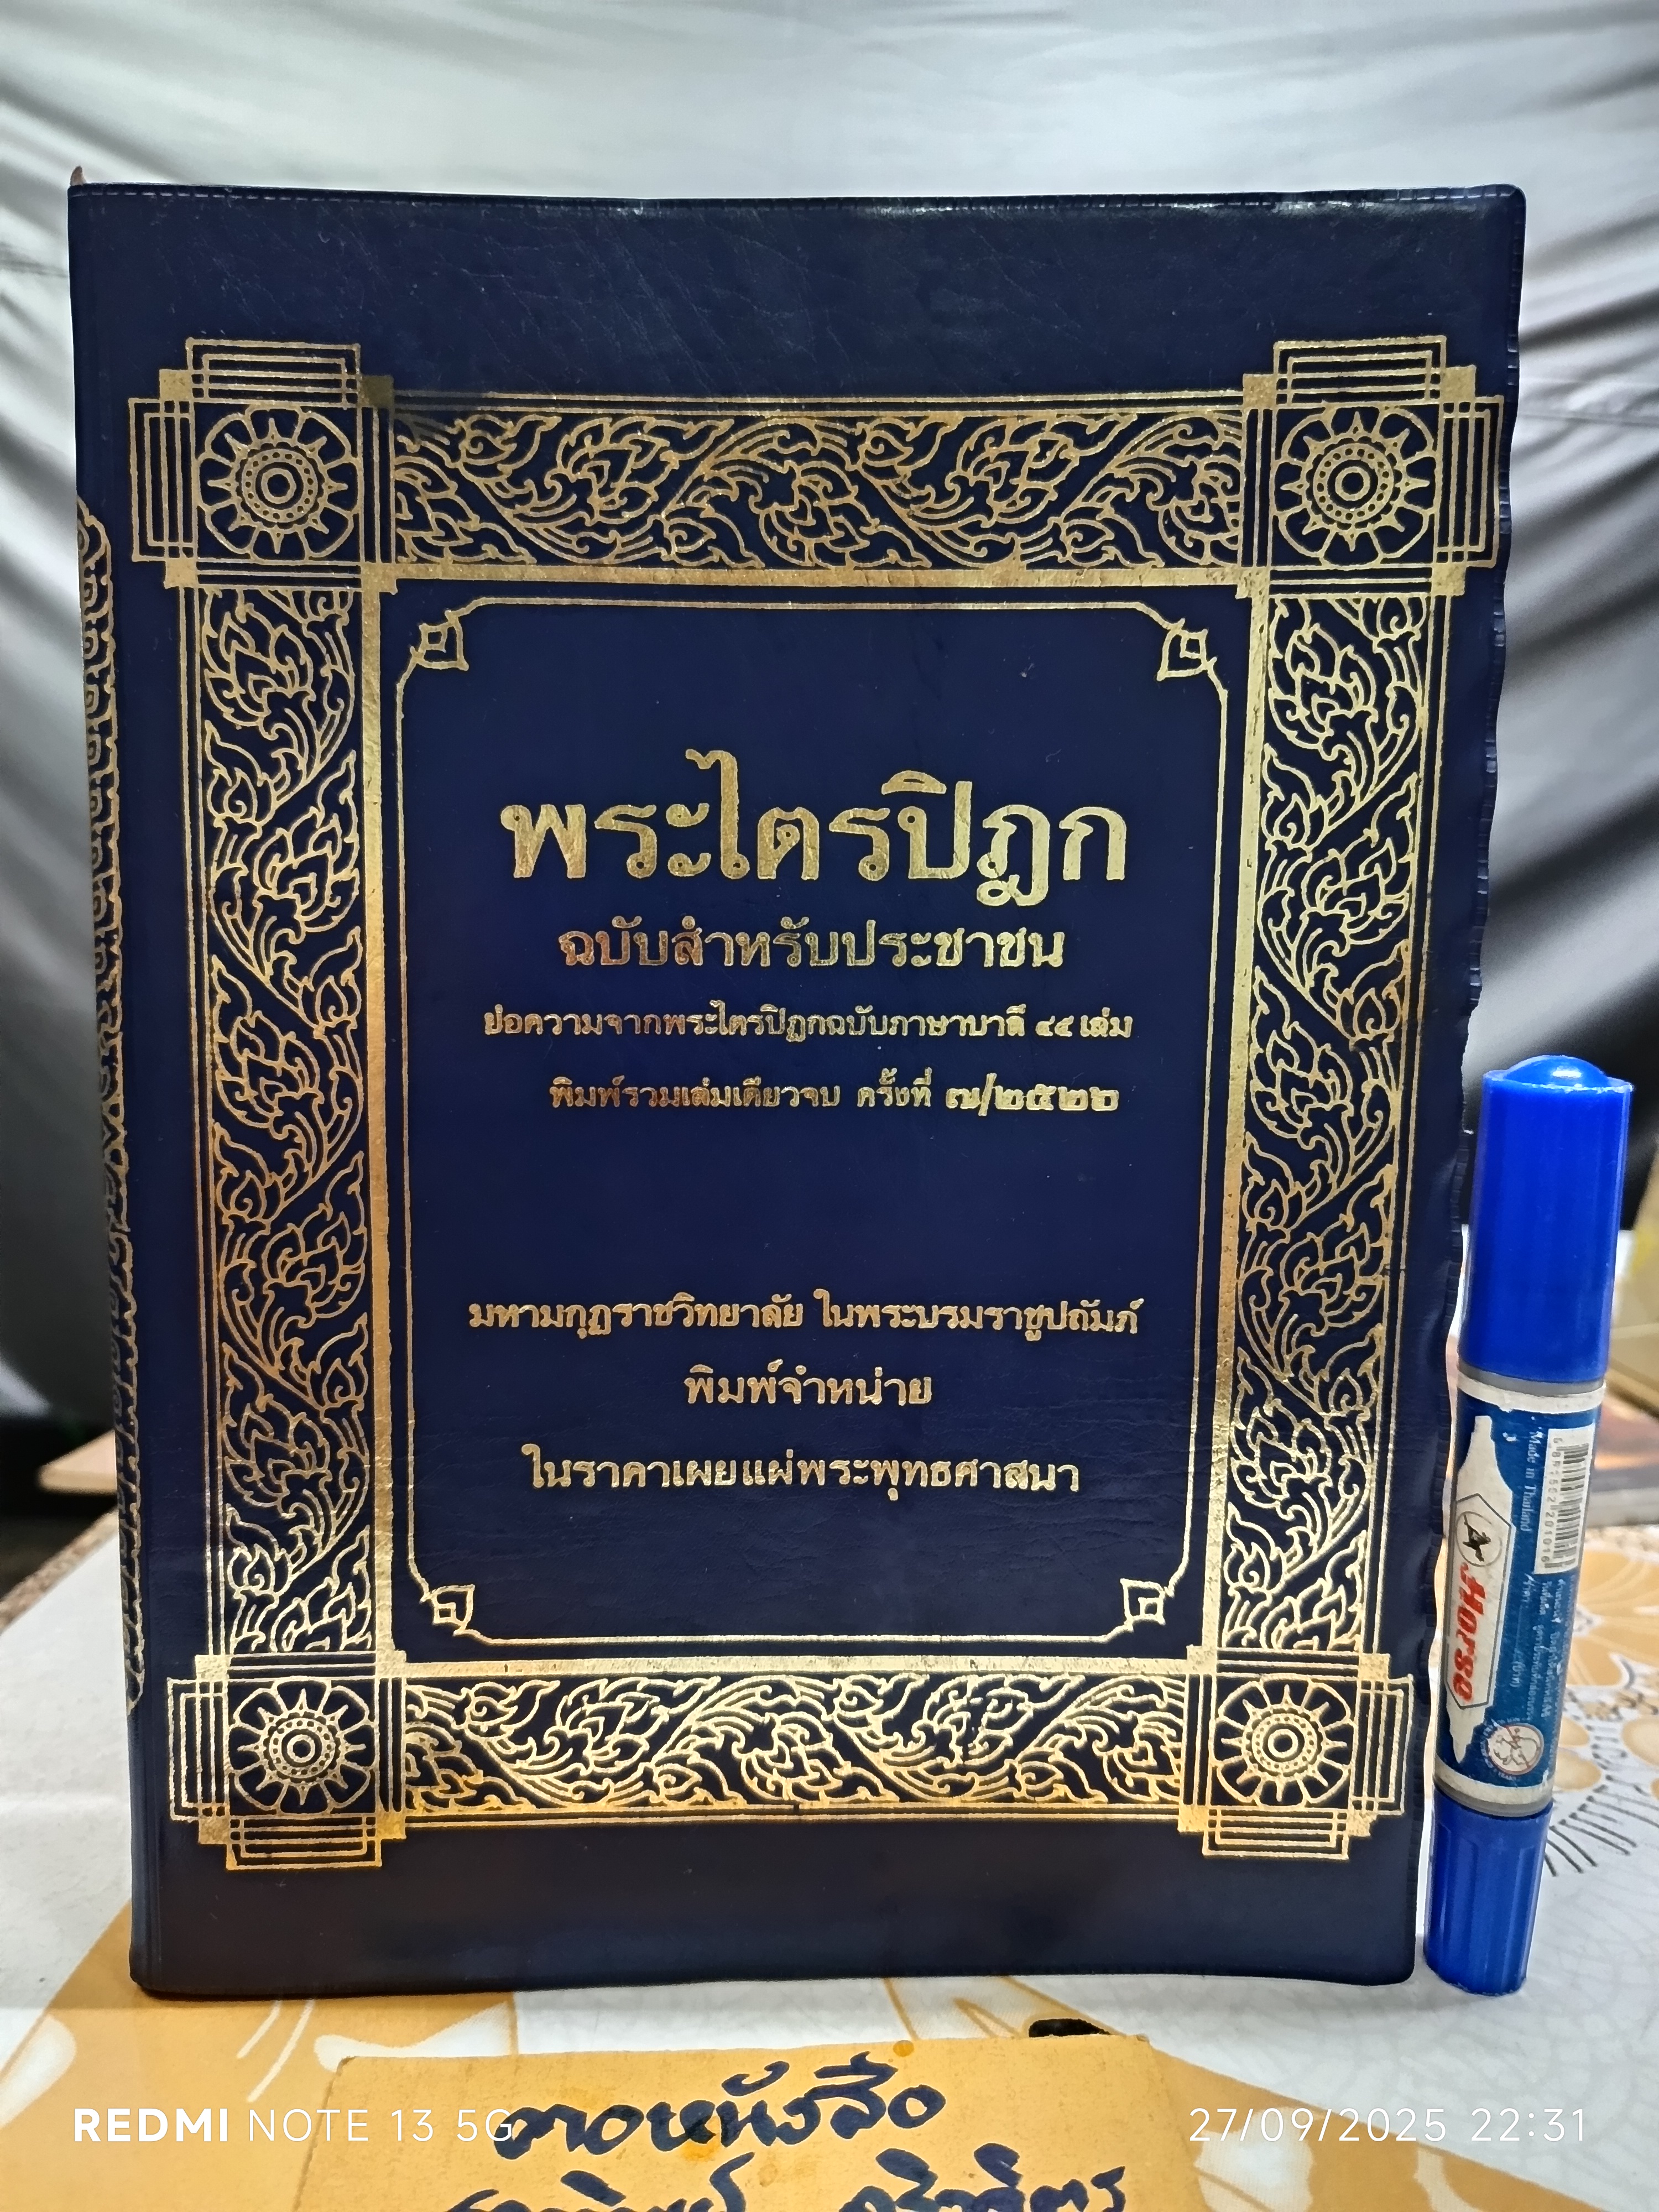 พระไตรปิฎก
ฉบับสำหรับประชาชน
ย่อความจากพระไตรปิฎกฉบับภาษาบาลี ๔๕ เล่ม
พิมพ์รวมเล่มเดียวจบ ครั้งที่ ๗/๒๕๒๖
มหามกุฏราชวิทยาลัย ในพระบรมราชูปถัมภ์
พิมพ์จำหน่าย
ในราคาเผยแผ่พระพุทธศาสนา
Made in Thailand
Horse
REDMI NOTE 13 5G
27/09/2025 22:31